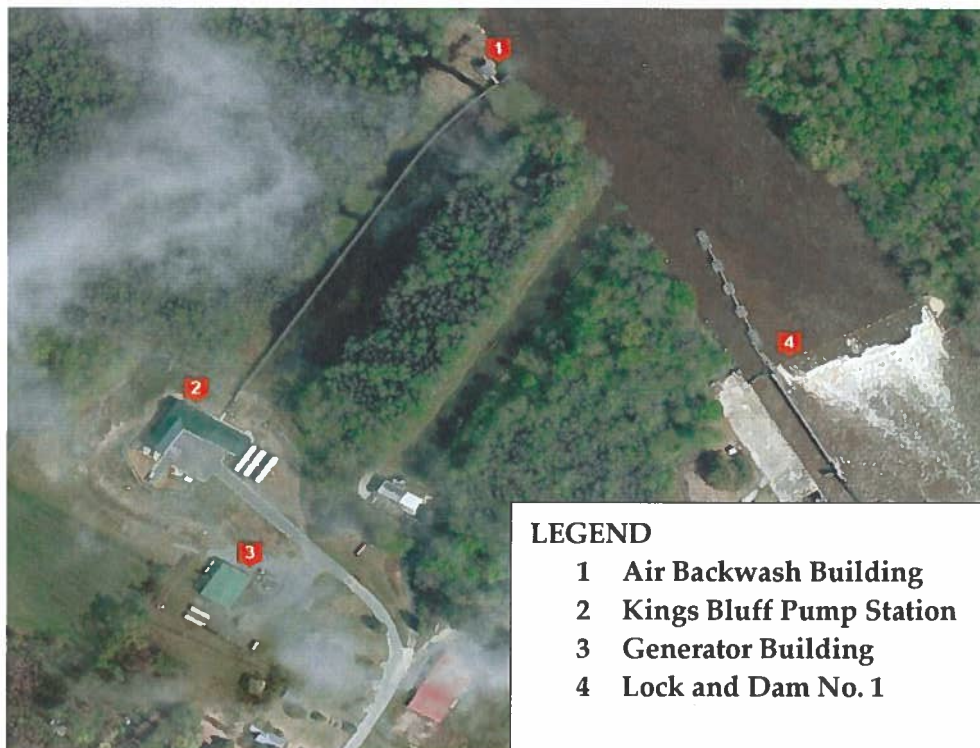 1
4
2
3
LEGEND
1 Air Backwash Building
2 Kings Bluff Pump Station
3 Generator Building
4 Lock and Dam No. 1